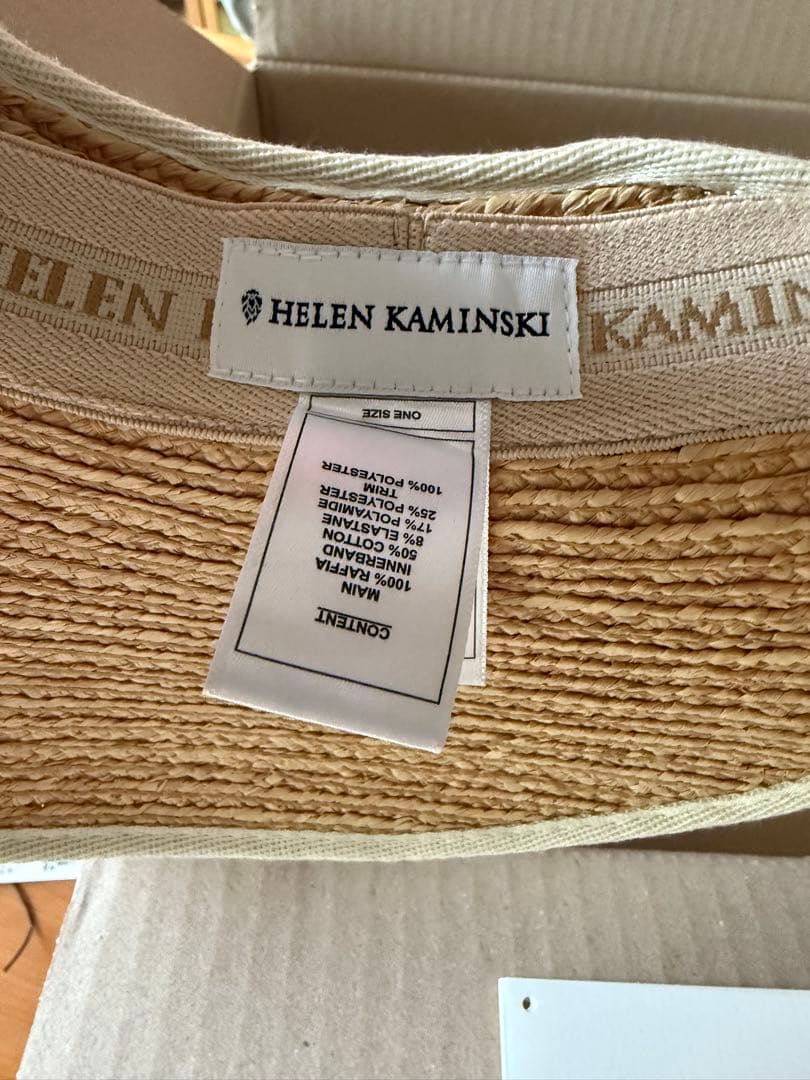 HELEN
HELEN KAMINSKI
KAMIN
ONE SIZE
CONTENT
MAIN
100% RAFFIA
INNERBAND
50% COTTON
8% ELASTANE
17% POLYAMIDE
25% POLYESTER
TRIM
100% POLYESTER